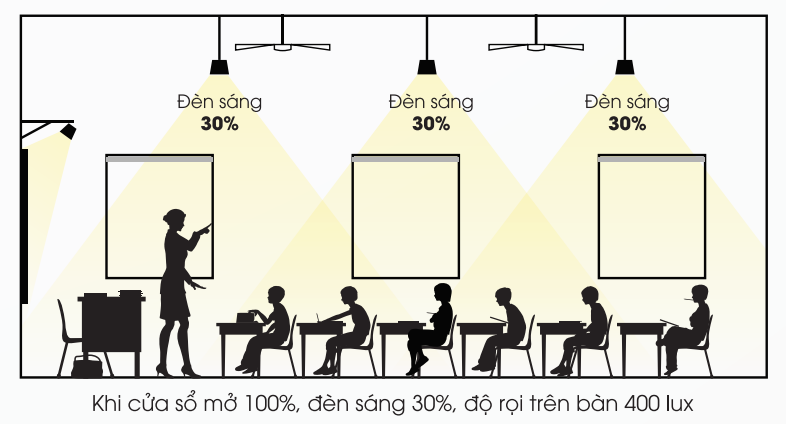 Đèn sáng
30%
Đèn sáng
30%
Đèn sáng
30%
Khi cửa sổ mở 100%, đèn sáng 30%, độ rọi trên bàn 400 lux